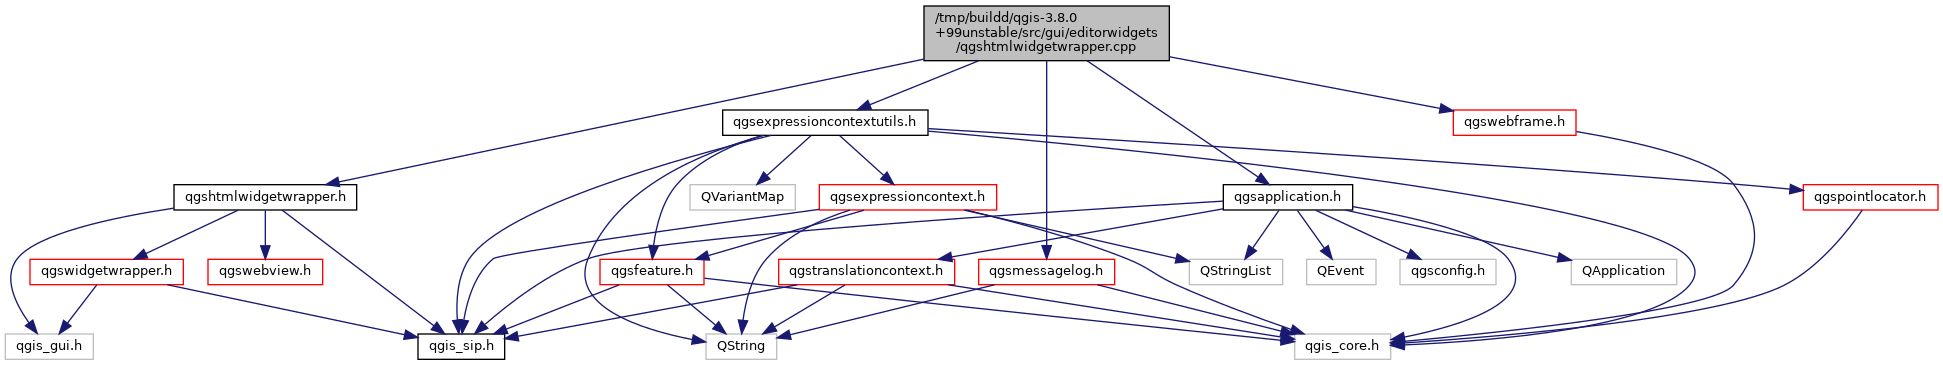 /tmp/buildd/qgis-3.8.0
+99unstable/src/gui/editorwidgets
/qgshtmlwidgetwrapper.cpp
qgsexpressioncontextutils.h
qgswebframe.h
qgshtmlwidgetwrapper.h
QVariantMap
qgsexpressioncontext.h
qgsapplication.h
qgspointlocator.h
qgswidgetwrapper.h
qgswebview.h
qgsfeature.h
qgstranslationcontext.h
qgsmessagelog.h
QStringList
QEvent
qgsconfig.h
QApplication
qgis_gui.h
qgis_sip.h
QString
qgis_core.h